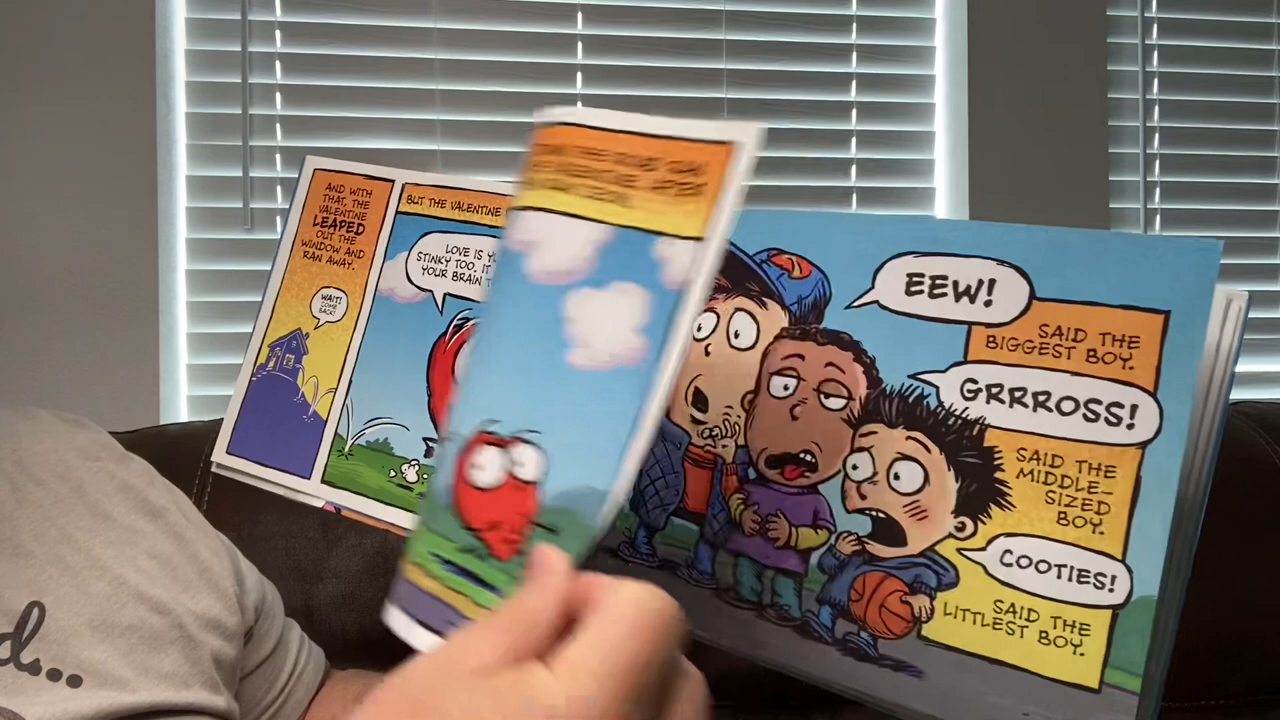 AND WITH
THAT, THE
VALENTINE
LEAPED
OUT THE
WINDOW AND
RAN AWAY.
WAIT!
COME
BACK!
BUT THE VALENTINE
LOVE IS
STINKY TOO. IT
YOUR BRAIN
EEW!
SAID THE
BIGGEST BOY.
GRRROSS!
SAID THE
MIDDLE-
SIZED
BOY.
COOTIES!
SAID THE
LITTLEST BOY.
d...